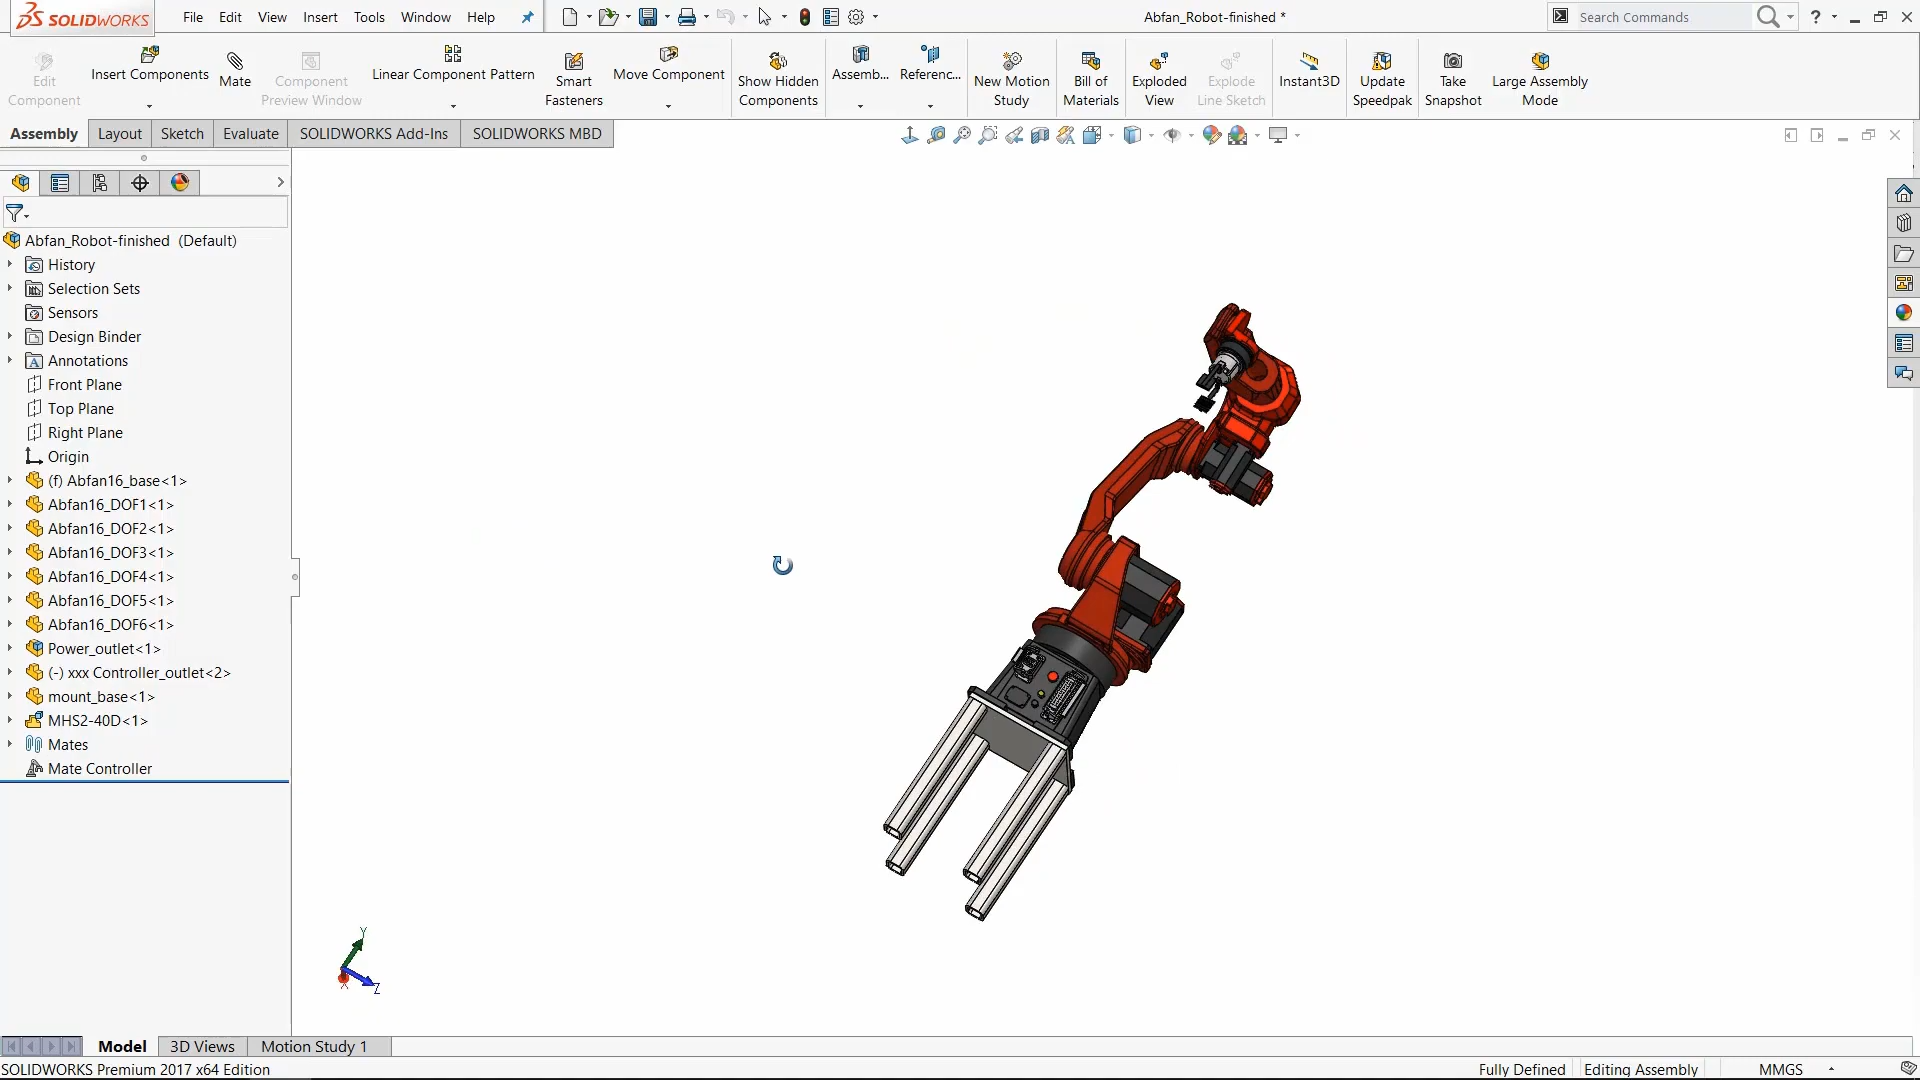 SOLIDWORKS
File Edit View Insert Tools Window Help
Abfan_Robot-finished *
Search Commands
?
Edit Component
Insert Components
Mate
Component Preview Window
Linear Component Pattern
Smart Fasteners
Move Component
Show Hidden Components
Assemb...
Referenc...
New Motion Study
Bill of Materials
Exploded View
Explode Line Sketch
Instant3D
Update Speedpak
Take Snapshot
Large Assembly Mode
Assembly Layout Sketch Evaluate SOLIDWORKS Add-Ins SOLIDWORKS MBD
Abfan_Robot-finished (Default)
History
Selection Sets
Sensors
Design Binder
Annotations
Front Plane
Top Plane
Right Plane
Origin
(f) Abfan16_base<1>
Abfan16_DOF1<1>
Abfan16_DOF2<1>
Abfan16_DOF3<1>
Abfan16_DOF4<1>
Abfan16_DOF5<1>
Abfan16_DOF6<1>
Power_outlet<1>
(-) xxx Controller_outlet<2>
mount_base<1>
MHS2-40D<1>
Mates
Mate Controller
Y
X
Z
Model 3D Views Motion Study 1
SOLIDWORKS Premium 2017 x64 Edition
Fully Defined Editing Assembly MMGS